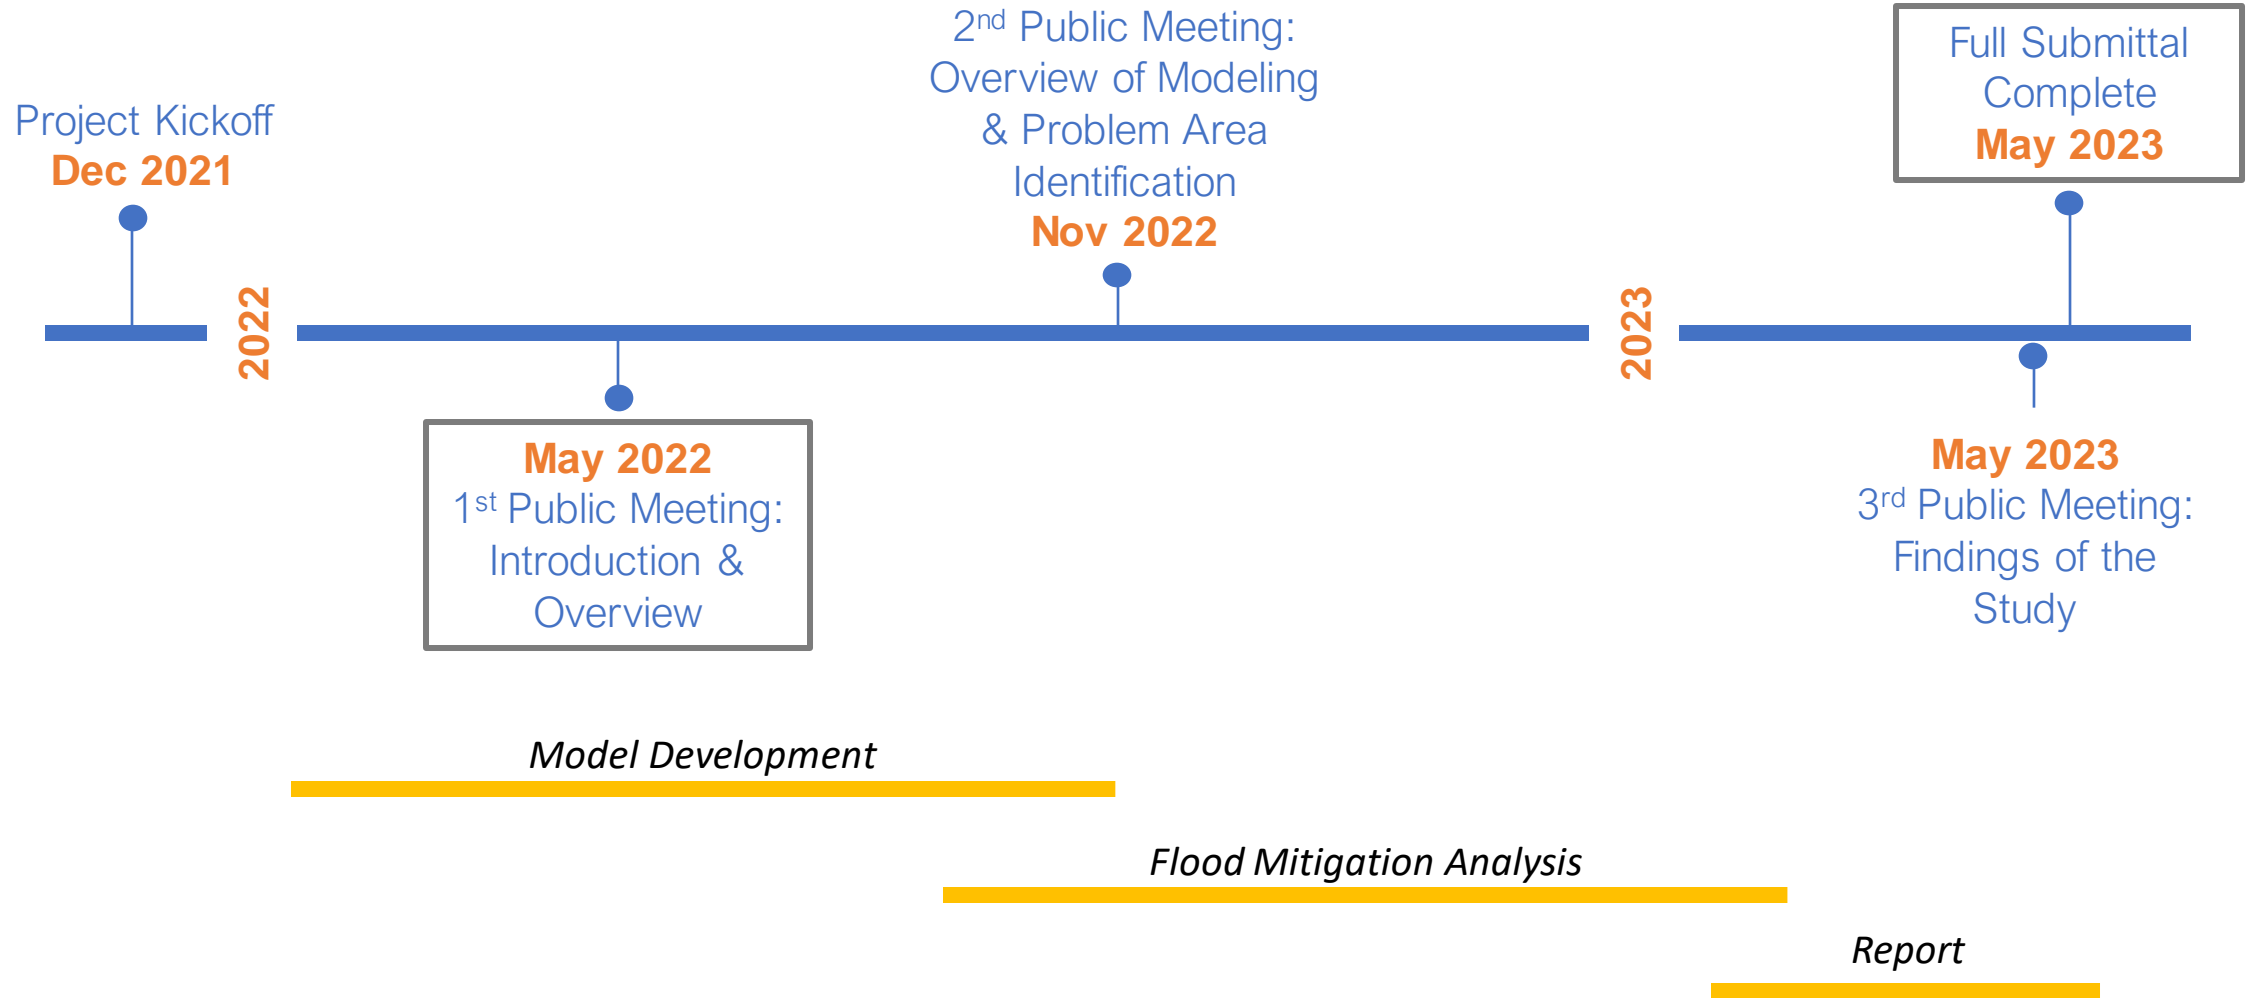 Project Kickoff
Dec 2021
2nd Public Meeting:
Overview of Modeling
& Problem Area
Identification
Nov 2022
Full Submittal
Complete
May 2023
2022
2023
May 2022
1st Public Meeting:
Introduction &
Overview
May 2023
3rd Public Meeting:
Findings of the
Study
Model Development
Flood Mitigation Analysis
Report